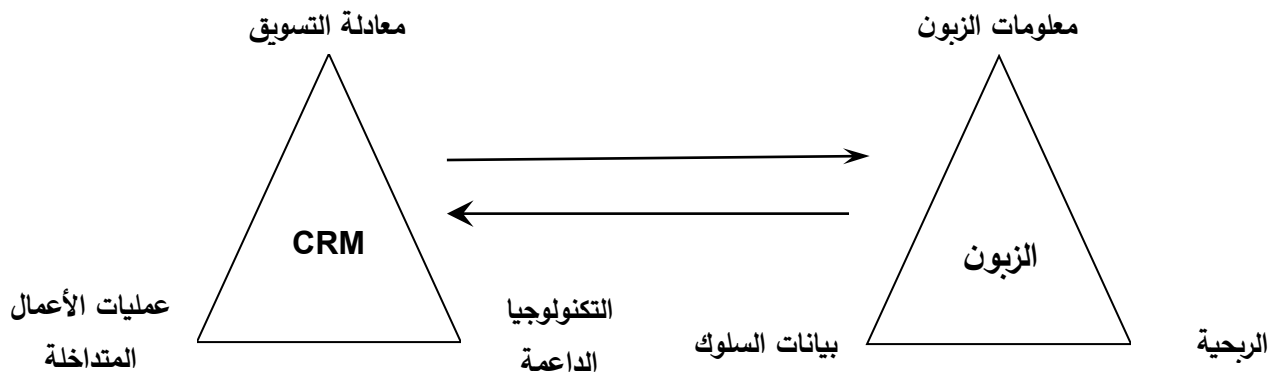 معلومات الزبون
معادلة التسويق
CRM
الزبون
عمليات الأعمال
المتداخلة
التكنولوجيا
الداعمة
بيانات السلوك
الربحية